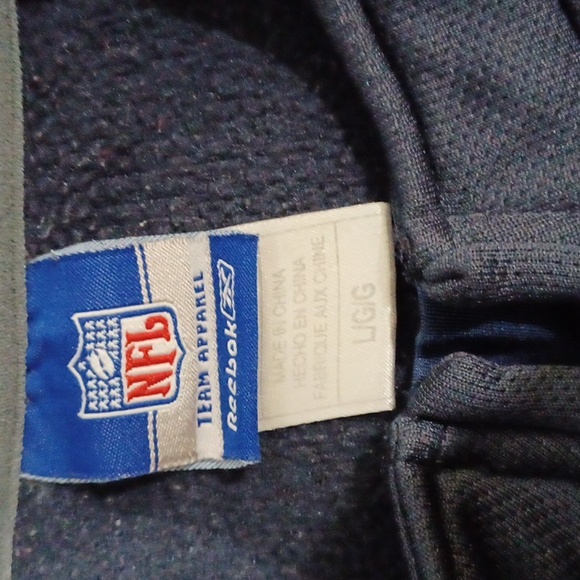 NFL
TEAM APPAREL
Reebok
MADE IN CHINA
HECHO EN CHINA
FABRIQUE AUX CHINE
L/G/G